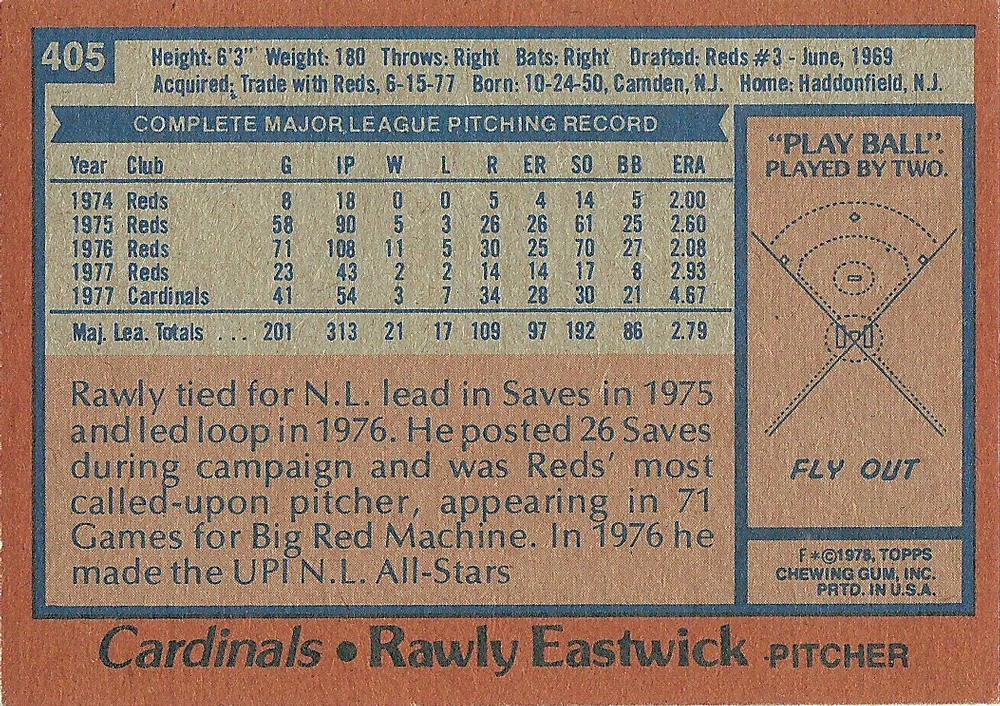 405
Height: 6'3" Weight: 180 Throws: Right Bats: Right Drafted: Reds #3 - June, 1969
Acquired: Trade with Reds, 6-15-77 Born: 10-24-50, Camden, N.J. Home: Haddonfield, N.J.
COMPLETE MAJOR LEAGUE PITCHING RECORD
Year Club G IP W L R ER SO BB ERA
1974 Reds 8 18 0 0 5 4 14 5 2.00
1975 Reds 58 90 5 3 26 26 61 25 2.60
1976 Reds 71 108 11 5 30 25 70 27 2.08
1977 Reds 23 43 2 2 14 14 17 8 2.93
1977 Cardinals 41 54 3 7 34 28 30 21 4.67
Maj. Lea. Totals ... 201 313 21 17 109 97 192 86 2.79
Rawly tied for N.L. lead in Saves in 1975
and led loop in 1976. He posted 26 Saves
during campaign and was Reds' most
called-upon pitcher, appearing in 71
Games for Big Red Machine. In 1976 he
made the UPI N.L. All-Stars
"PLAY BALL".
PLAYED BY TWO.
FLY OUT
F*©1978, TOPPS
CHEWING GUM, INC.
PRTD. IN U.S.A.
Cardinals • Rawly Eastwick -PITCHER